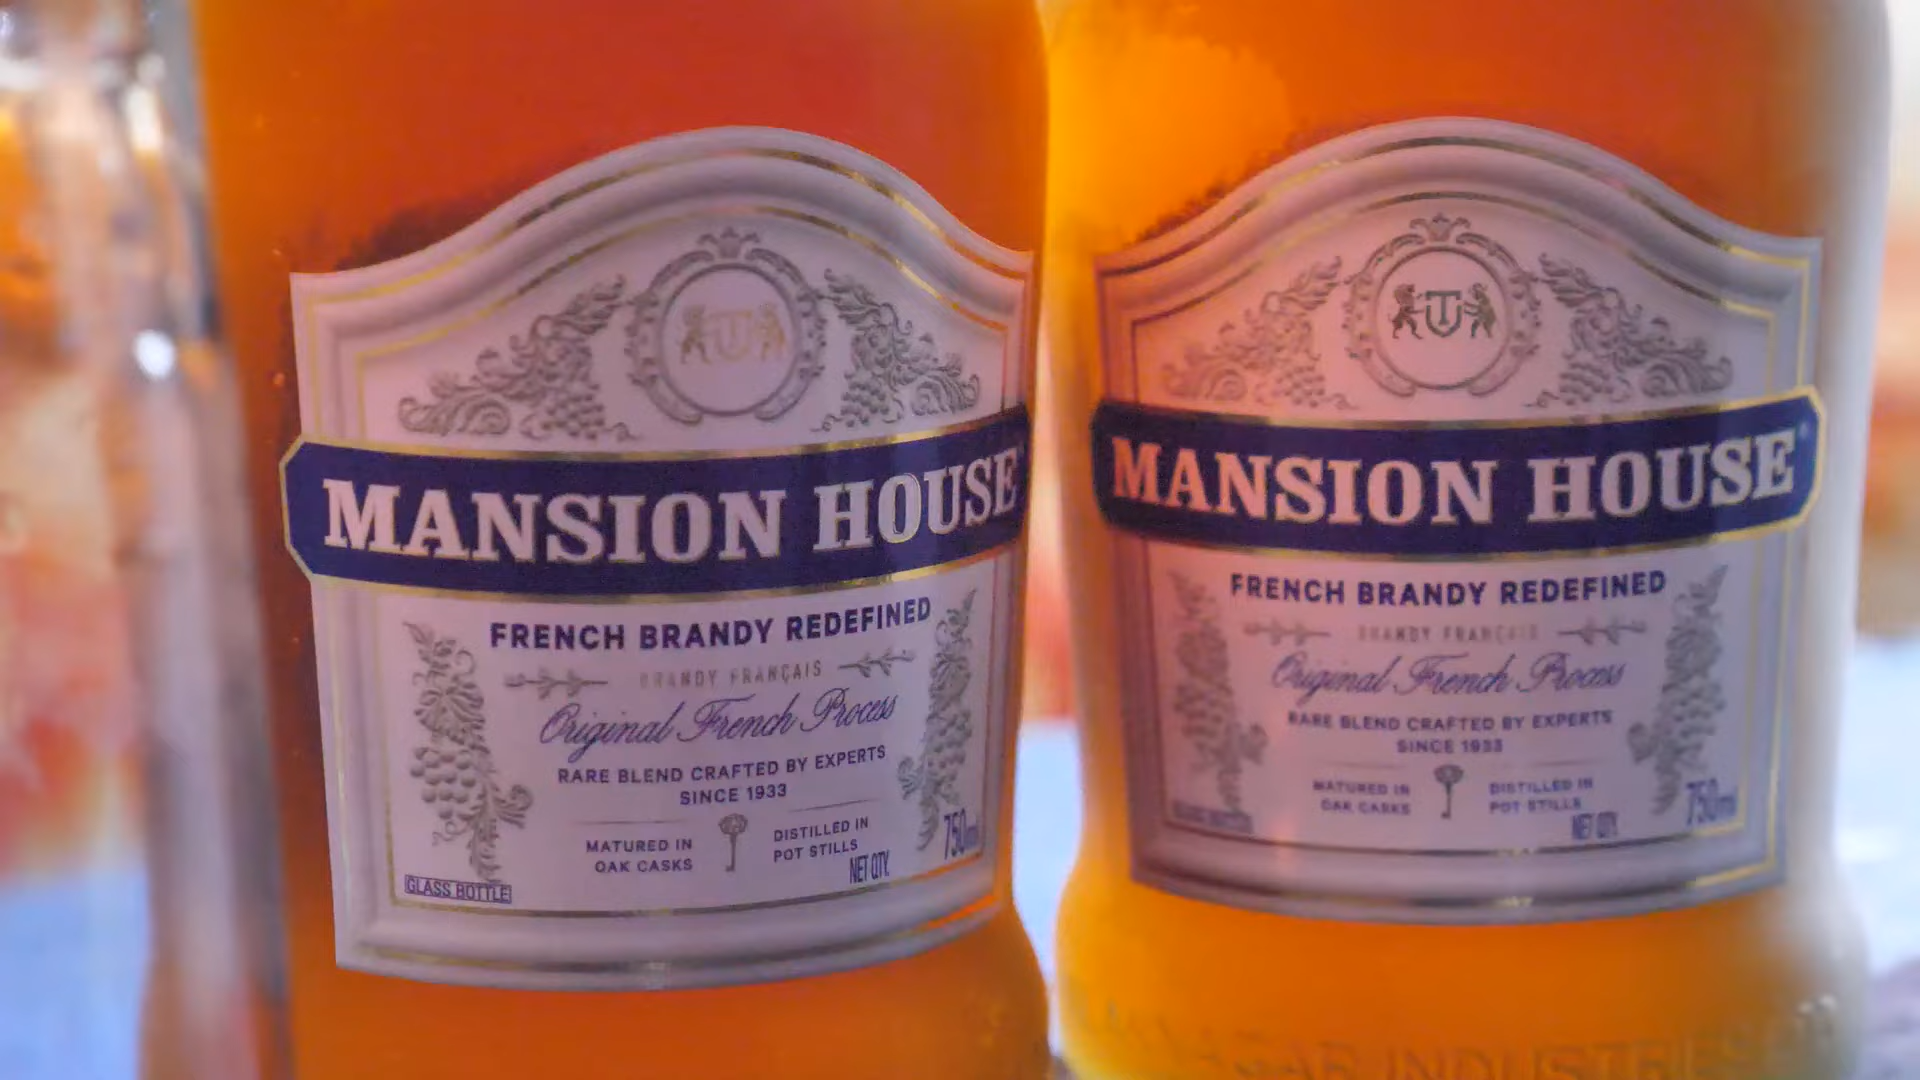 MANSION HOUSE
FRENCH BRANDY REDEFINED
BRANDY FRANÇAIS
Original French Process
RARE BLEND CRAFTED BY EXPERTS
SINCE 1933
MATURED IN
OAK CASKS
DISTILLED IN
POT STILLS
NET QTY.
750ml
GLASS BOTTLE
MANSION HOUSE
FRENCH BRANDY REDEFINED
BRANDY FRANÇAIS
Original French Process
RARE BLEND CRAFTED BY EXPERTS
SINCE 1933
MATURED IN
OAK CASKS
DISTILLED IN
POT STILLS
NET QTY.
750ml
GLASS BOTTLE
INDUSTRIES